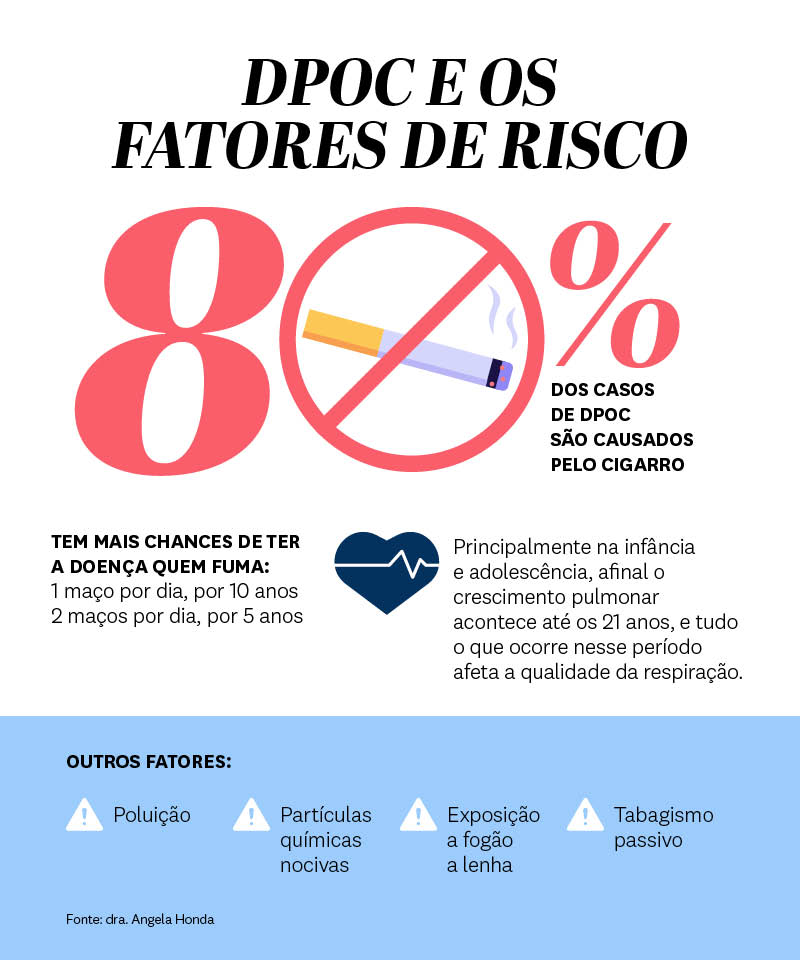 DPOC E OS
FATORES DE RISCO
80%
DOS CASOS
DE DPOC
SÃO CAUSADOS
PELO CIGARRO
TEM MAIS CHANCES DE TER
A DOENÇA QUEM FUMA:
1 maço por dia, por 10 anos
2 maços por dia, por 5 anos
Principalmente na infância
e adolescência, afinal o
crescimento pulmonar
acontece até os 21 anos, e tudo
o que ocorre nesse período
afeta a qualidade da respiração.
OUTROS FATORES:
Poluição
Partículas
químicas
nocivas
Exposição
a fogão
a lenha
Tabagismo
passivo
Fonte: dra. Angela Honda